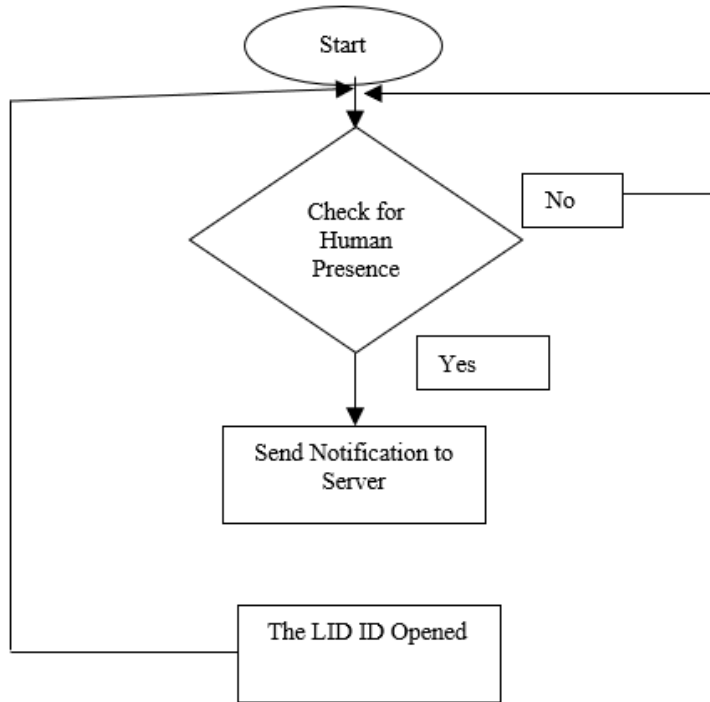 Start
Check for
Human
Presence
No
Yes
Send Notification to
Server
The LID ID Opened